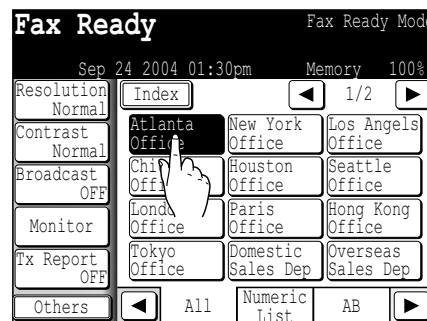 Fax Ready
Fax Ready Mode
Sep 24 2004 01:30pm Memory 100%
Resolution
Normal
Index
1/2
Contrast
Normal
Atlanta
Office
New York
Office
Los Angels
Office
Broadcast
OFF
Houston
Office
Seattle
Office
Monitor
Office
Paris
Office
Hong Kong
Office
Tx Report
OFF
Tokyo
Office
Domestic
Sales Dep
Overseas
Sales Dep
Others
All
Numeric
List
AB